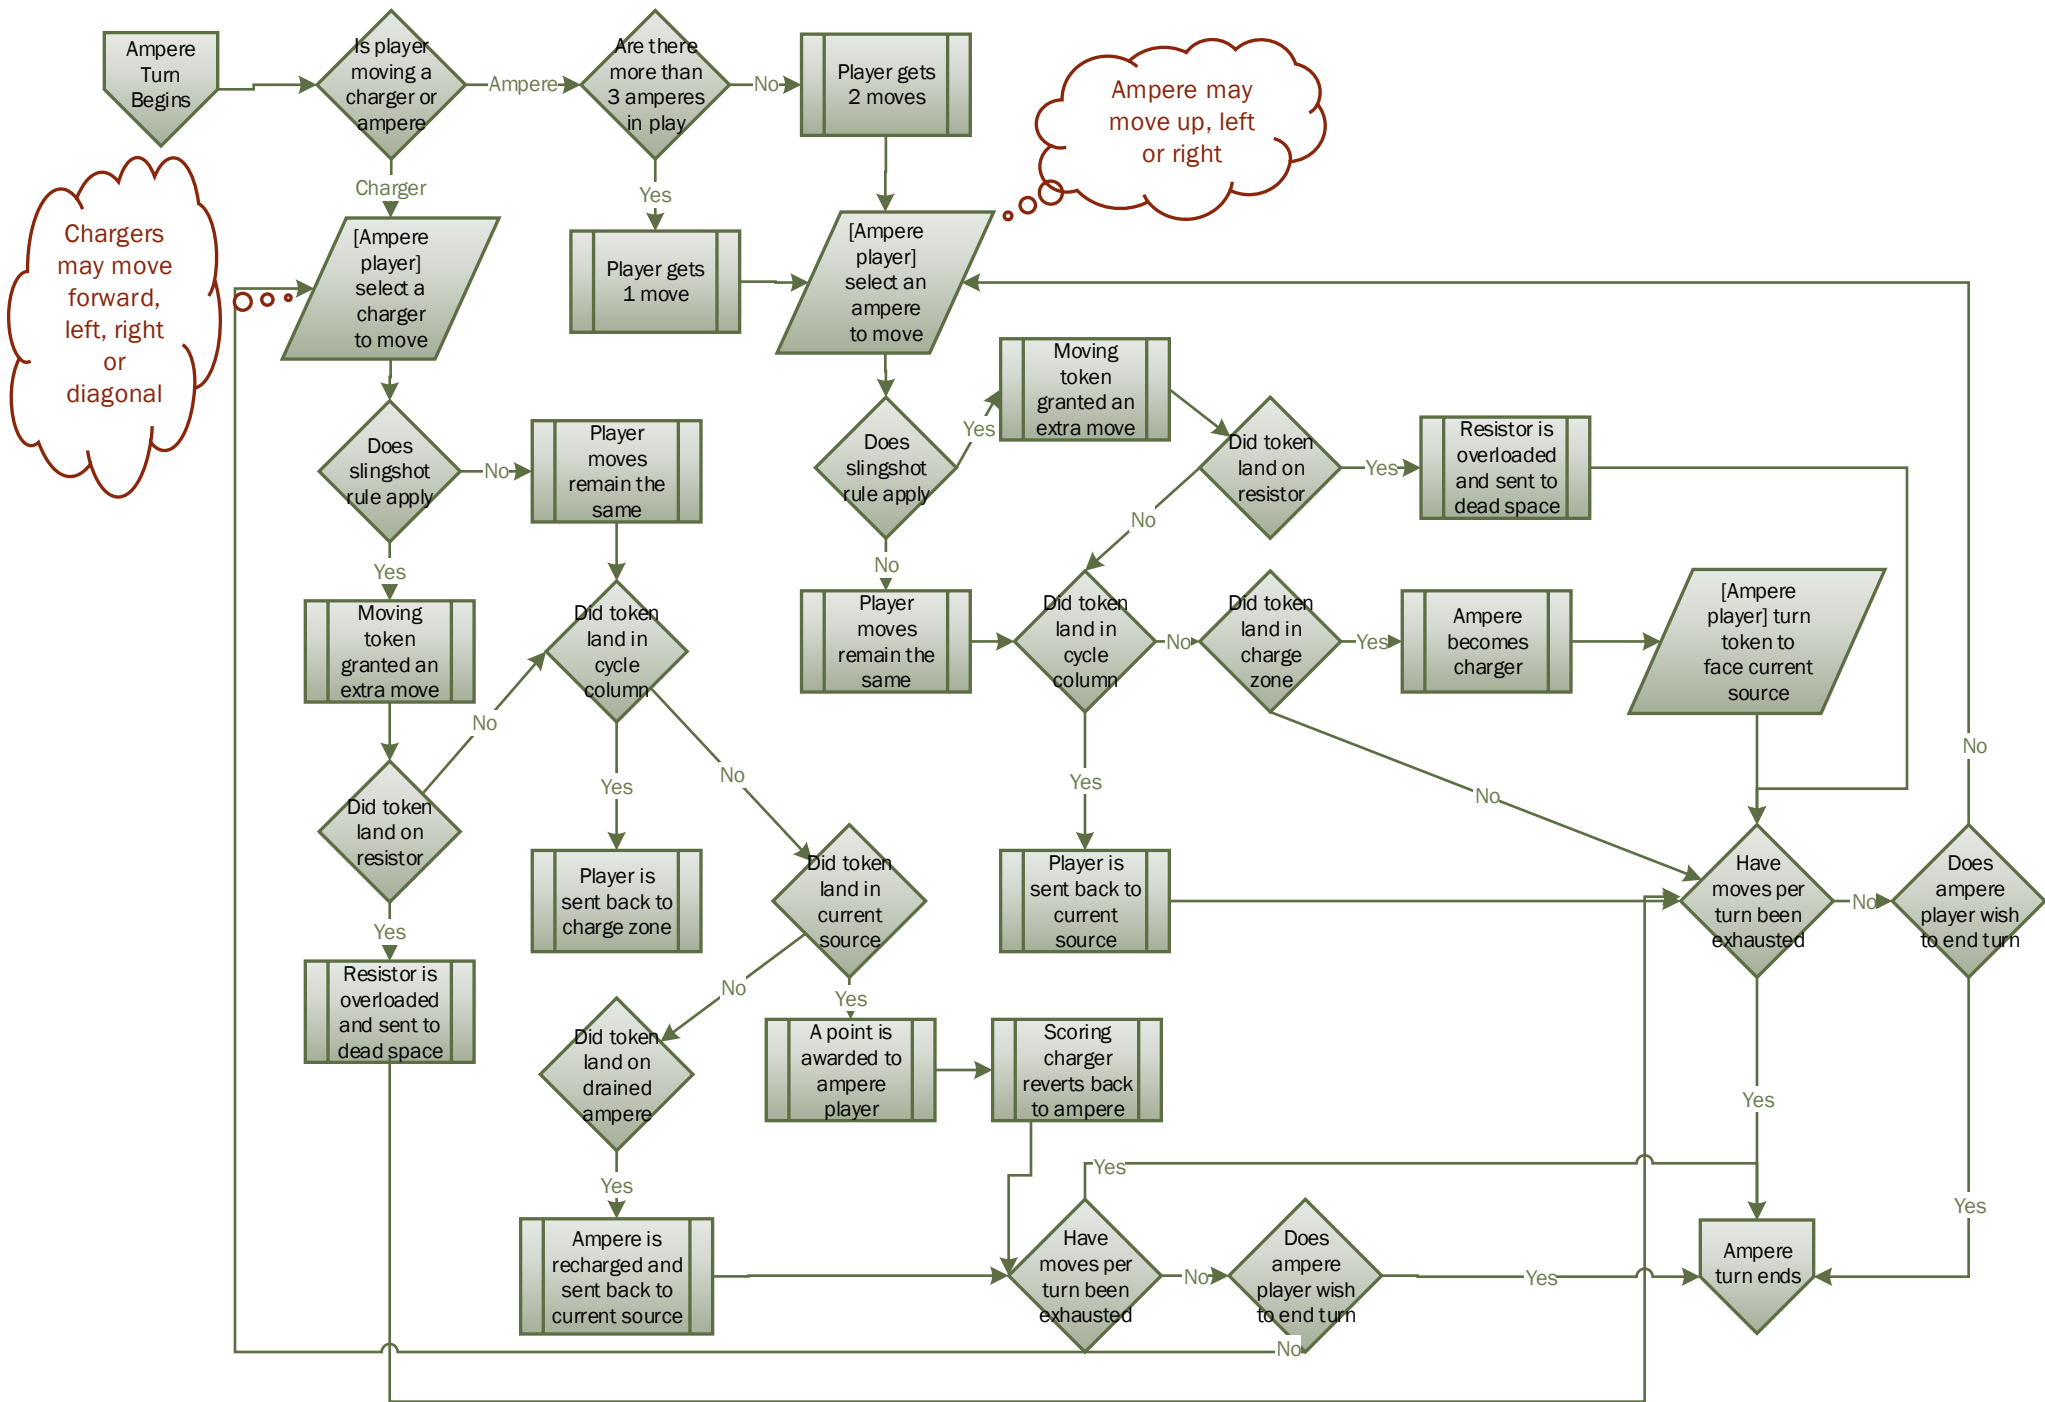 Ampere
Turn
Begins
Is player
moving a
charger or
ampere
Ampere
Are there
more than
3 amperes
in play
No
Player gets
2 moves
Ampere may
move up, left
or right
Charger
Yes
Chargers
may move
forward,
left, right
or
diagonal
[Ampere
player]
select a
charger
to move
Player gets
1 move
[Ampere
player]
select an
ampere
to move
Does
slingshot
rule apply
No
Player
moves
remain the
same
Does
slingshot
rule apply
Yes
Moving
token
granted an
extra move
Did token
land on
resistor
Yes
Resistor is
overloaded
and sent to
dead space
No
Yes
No
Moving
token
granted an
extra move
No
Did token
land in
cycle
column
Player
moves
remain the
same
Did token
land in
cycle
column
No
Did token
land in
charge
zone
Yes
Ampere
becomes
charger
[Ampere
player] turn
token to
face current
source
No
No
Yes
Yes
No
No
Did token
land on
resistor
Yes
Player is
sent back to
charge zone
Did token
land in
current
source
Player is
sent back to
current
source
Have
moves per
turn been
exhausted
No
Does
ampere
player wish
to end turn
Resistor is
overloaded
and sent to
dead space
No
Yes
Did token
land on
drained
ampere
A point is
awarded to
ampere
player
Scoring
charger
reverts back
to ampere
Yes
Yes
Yes
Yes
Ampere is
recharged and
sent back to
current source
Have
moves per
turn been
exhausted
No
Does
ampere
player wish
to end turn
Yes
Ampere
turn ends
No